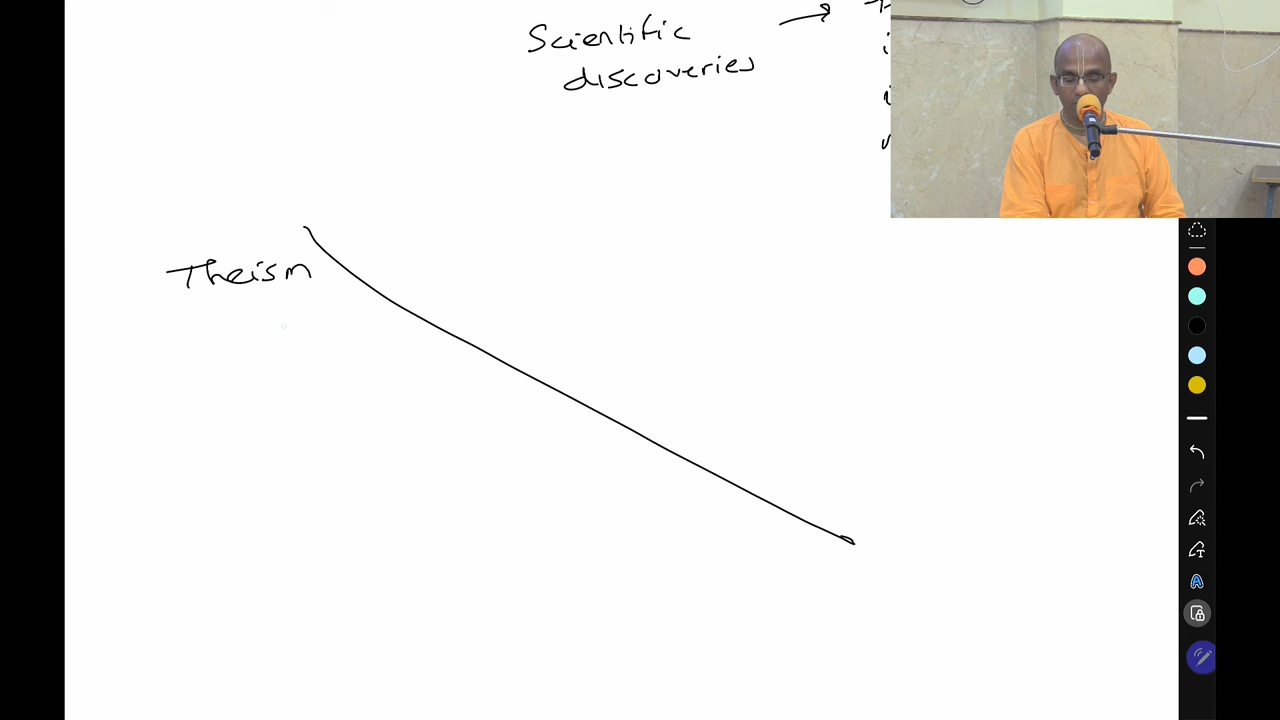 Scientific →
discoveries
Theism